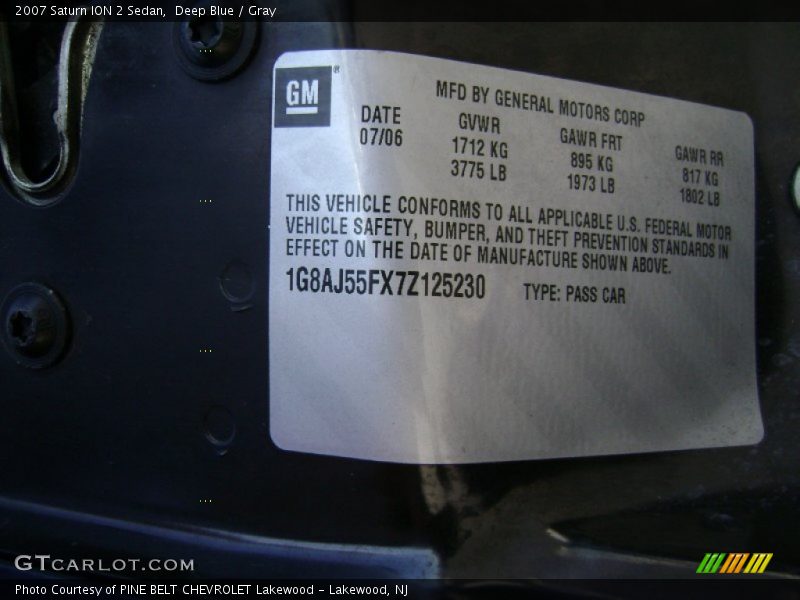 2007 Saturn ION 2 Sedan, Deep Blue / Gray
GM®
MFD BY GENERAL MOTORS CORP
DATE GVWR GAWR FRT GAWR RR
07/06 1712 KG 895 KG 817 KG
3775 LB 1973 LB 1802 LB
THIS VEHICLE CONFORMS TO ALL APPLICABLE U.S. FEDERAL MOTOR
VEHICLE SAFETY, BUMPER, AND THEFT PREVENTION STANDARDS IN
EFFECT ON THE DATE OF MANUFACTURE SHOWN ABOVE.
1G8AJ55FX7Z125230 TYPE: PASS CAR
GTCARLOT.COM
Photo Courtesy of PINE BELT CHEVROLET Lakewood - Lakewood, NJ